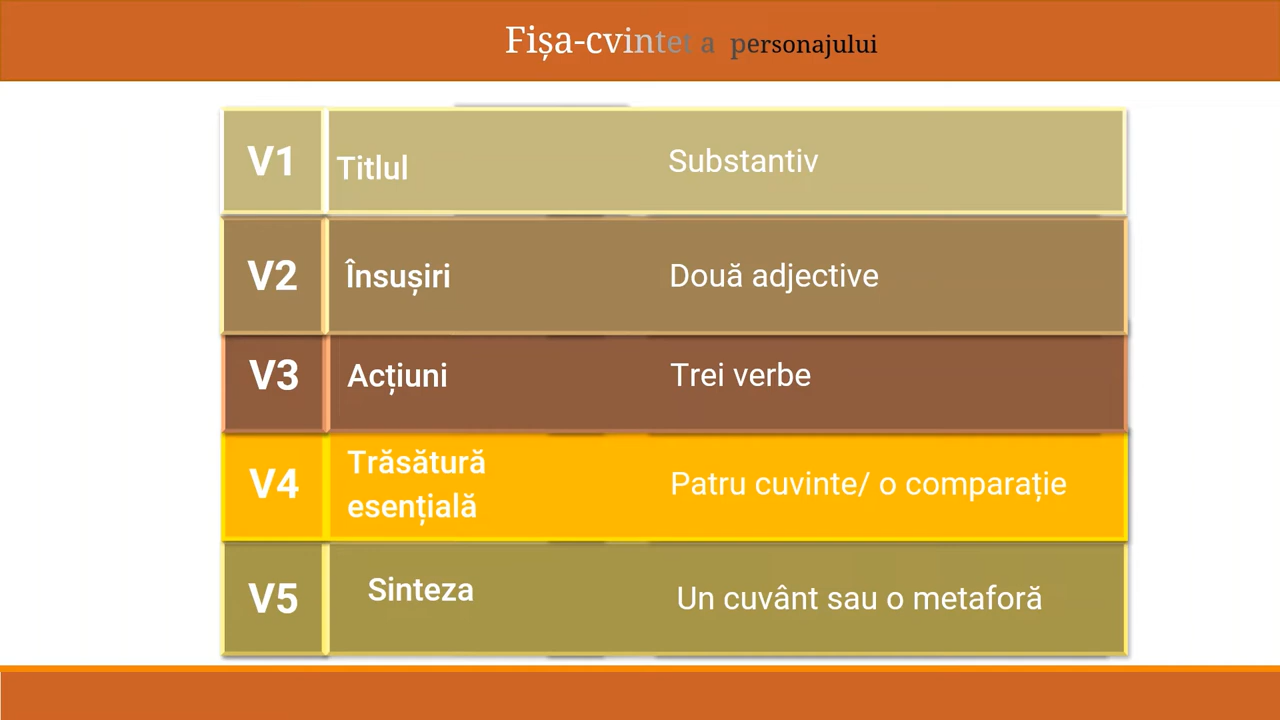 Fișa-cvintet a personajului
V1 Titlul Substantiv
V2 Însușiri Două adjective
V3 Acțiuni Trei verbe
V4 Trăsătură esențială Patru cuvinte/ o comparație
V5 Sinteza Un cuvânt sau o metaforă